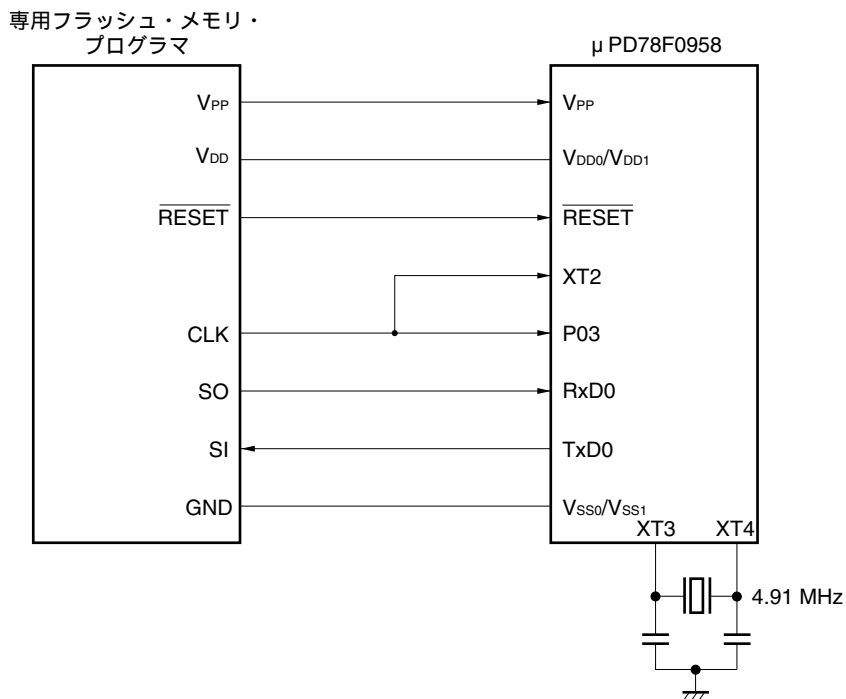 専用フラッシュ・メモリ・
プログラマ
μ PD78F0958
VPP
VPP
VDD
VDD0/VDD1
RESET
RESET
XT2
CLK
P03
SO
RxD0
SI
TxD0
GND
VSS0/VSS1
XT3 XT4
4.91 MHz